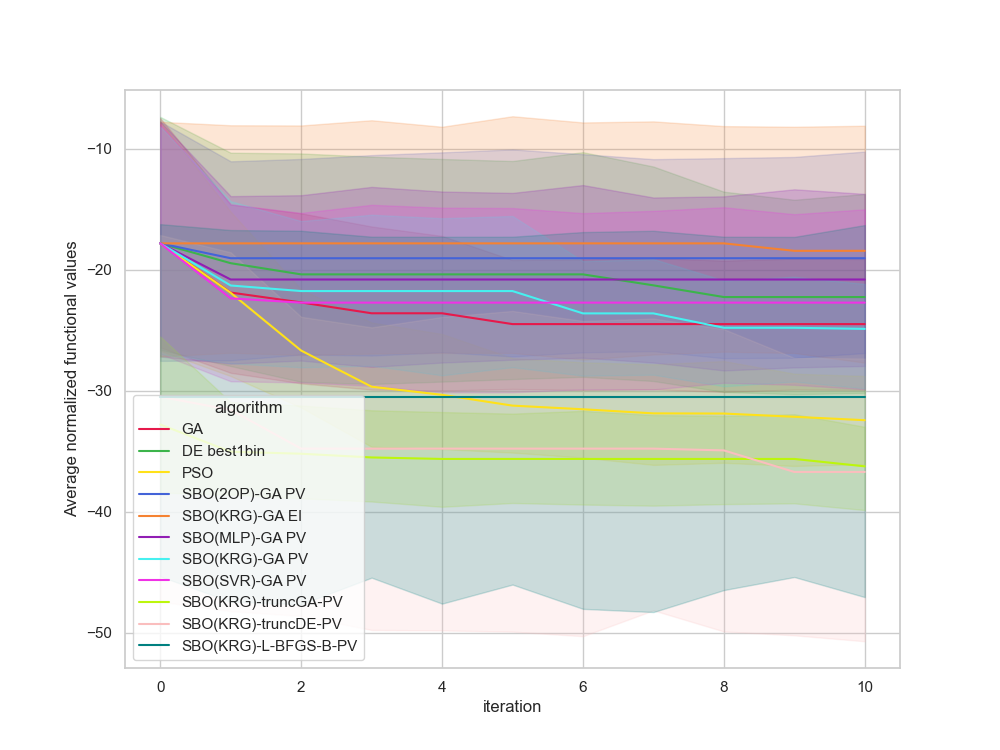 −10
−20
−30
−40
−50
Average normalized functional values
algorithm
GA
DE best1bin
PSO
SBO(2OP)-GA PV
SBO(KRG)-GA EI
SBO(MLP)-GA PV
SBO(KRG)-GA PV
SBO(SVR)-GA PV
SBO(KRG)-truncGA-PV
SBO(KRG)-truncDE-PV
SBO(KRG)-L-BFGS-B-PV
0 2 4 6 8 10
iteration